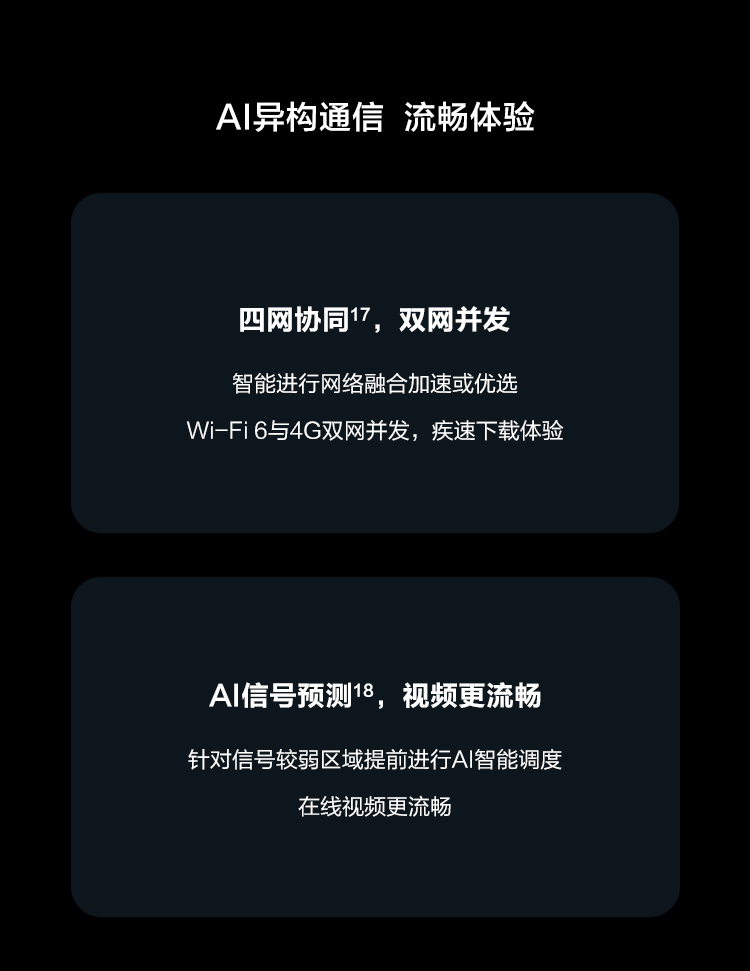 AI异构通信 流畅体验
四网协同17，双网并发
智能进行网络融合加速或优选
Wi-Fi 6与4G双网并发，疾速下载体验
AI信号预测18，视频更流畅
针对信号较弱区域提前进行AI智能调度
在线视频更流畅